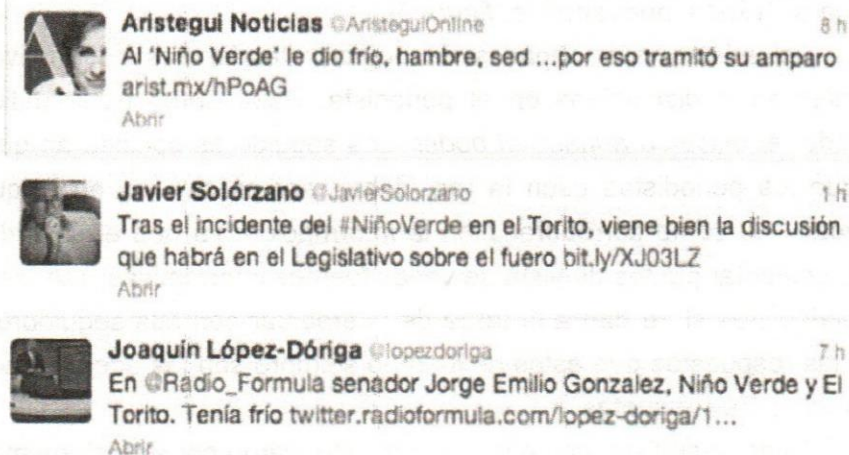 Aristegui Noticias @AristeguiOnline 8 h
Al ‘Niño Verde’ le dio frío, hambre, sed ...por eso tramitó su amparo
arist.mx/hPoAG
Abrir
Javier Solórzano @JavierSolorzano 1 h
Tras el incidente del #NiñoVerde en el Torito, viene bien la discusión
que habrá en el Legislativo sobre el fuero bit.ly/XJ03LZ
Abrir
Joaquín López-Dóriga @lopezdoriga 7 h
En @Radio_Formula senador Jorge Emilio Gonzalez, Niño Verde y El
Torito. Tenía frío twitter.radioformula.com/lopez-doriga/1...
Abrir